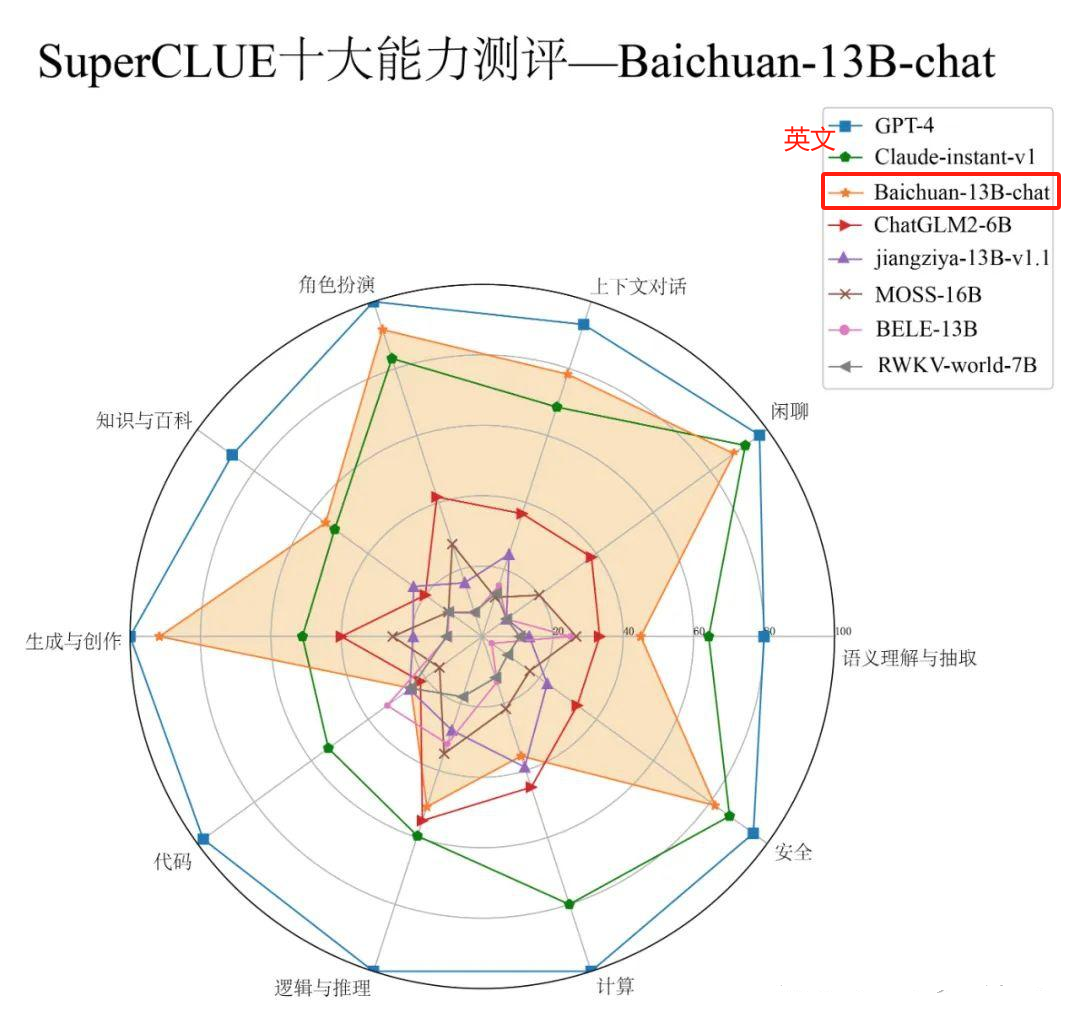 SuperCLUE十大能力测评—Baichuan-13B-chat
英文
GPT-4
Claude-instant-v1
Baichuan-13B-chat
ChatGLM2-6B
jiangziya-13B-v1.1
MOSS-16B
BELE-13B
RWKV-world-7B
角色扮演
上下文对话
知识与百科
闲聊
生成与创作
20
40
60
80
100
语义理解与抽取
代码
安全
逻辑与推理
计算